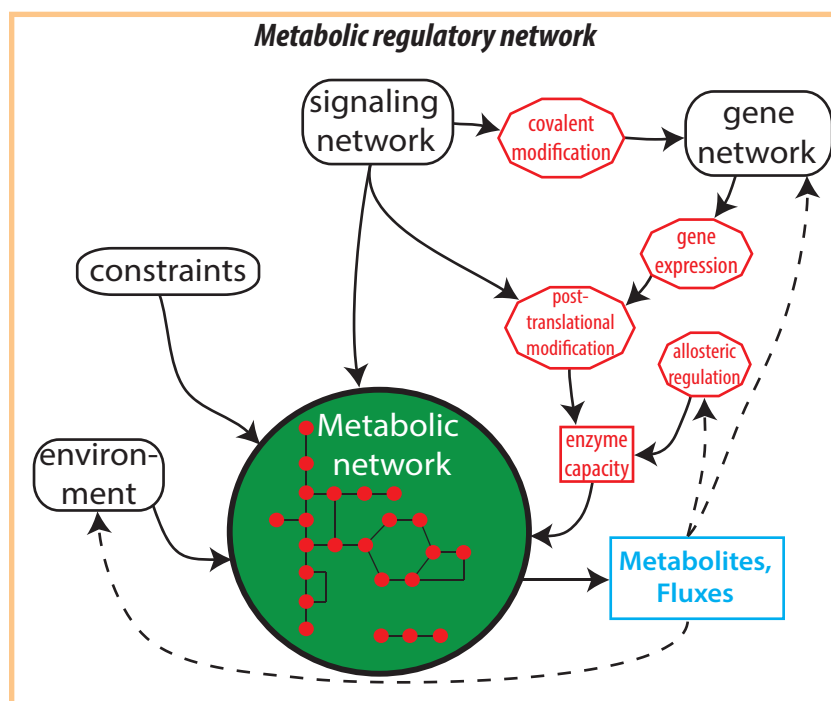 Metabolic regulatory network
signaling
network
covalent
modification
gene
network
gene
expression
constraints
post-
translational
modification
allosteric
regulation
Metabolic
network
enzyme
capacity
environ-
ment
Metabolites,
Fluxes